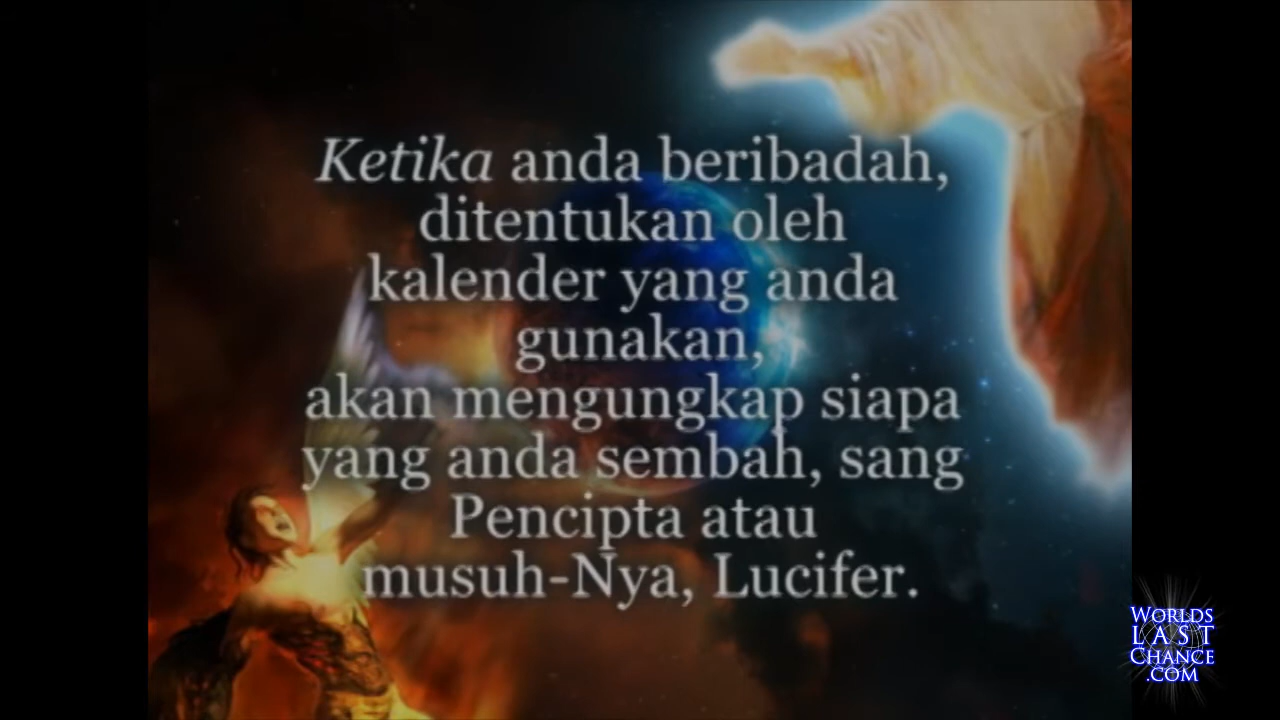 Ketika anda beribadah,
ditentukan oleh
kalender yang anda
gunakan,
akan mengungkap siapa
yang anda sembah, sang
Pencipta atau
musuh-Nya, Lucifer.
WORLDS
LAST
CHANCE
.COM